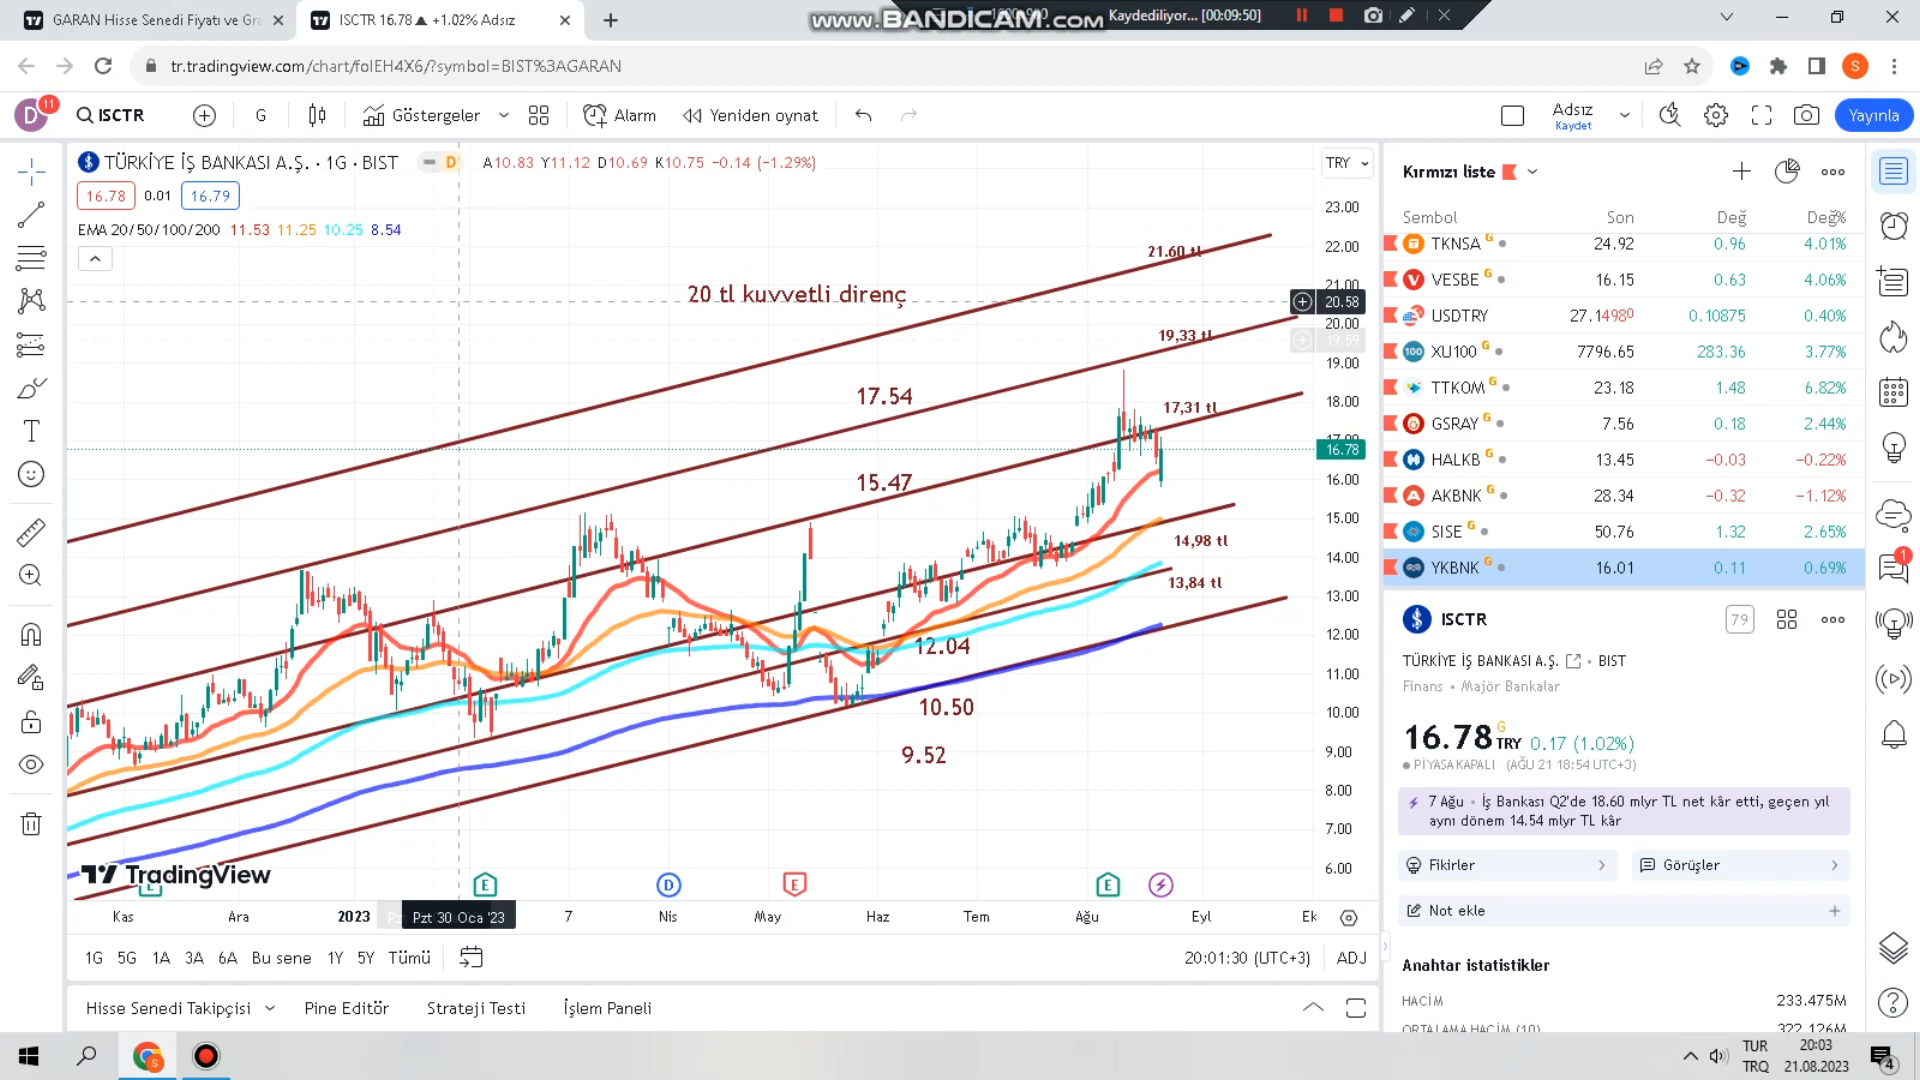 GARAN Hisse Senedi Fiyatı ve Gra
ISCTR 16.78 ▲ +1.02% Adsız
www.BANDICAM.com
Kaydediliyor... [00:09:50]
tr.tradingview.com/chart/folEH4X6/?symbol=BIST%3AGARAN
S
D
11
ISCTR
G
Göstergeler
Alarm
Yeniden oynat
Adsız
Kaydet
Yayınla
TÜRKİYE İŞ BANKASI A.Ş. · 1G · BIST
D
A10.83 Y11.12 D10.69 K10.75 −0.14 (−1.29%)
TRY
16.78
0.01
16.79
EMA 20/50/100/200 11.53 11.25 10.25 8.54
21.60 tl
20 tl kuvvetli direnç
19,33 tl
17.54
17,31 tl
15.47
14,98 tl
13,84 tl
12.04
10.50
9.52
23.00
22.00
21.00
20.58
20.00
19.59
19.00
18.00
17.00
16.78
16.00
15.00
14.00
13.00
12.00
11.00
10.00
9.00
8.00
7.00
6.00
TradingView
E
E
D
E
E
Kas
Ara
2023
Pzt 30 Oca '23
7
Nis
May
Haz
Tem
Ağu
Eyl
Ek
1G 5G 1A 3A 6A Bu sene 1Y 5Y Tümü
20:01:30 (UTC+3)
ADJ
Hisse Senedi Takipçisi
Pine Editör
Strateji Testi
İşlem Paneli
Kırmızı liste
Sembol Son Değ Değ%
TKNSA G 24.92 0.96 4.01%
VESBE G 16.15 0.63 4.06%
USDTRY 27.1498⁰ 0.10875 0.40%
100 XU100 G 7796.65 283.36 3.77%
TTKOM G 23.18 1.48 6.82%
GSRAY G 7.56 0.18 2.44%
HALKB G 13.45 −0.03 −0.22%
AKBNK G 28.34 −0.32 −1.12%
SISE G 50.76 1.32 2.65%
YKBNK G 16.01 0.11 0.69%
ISCTR
79
TÜRKİYE İŞ BANKASI A.Ş. • BIST
Finans • Majör Bankalar
16.78 G TRY 0.17 (1.02%)
PİYASA KAPALI (AĞU 21 18:54 UTC+3)
7 Ağu • İş Bankası Q2'de 18.60 mlyr TL net kâr etti, geçen yıl
aynı dönem 14.54 mlyr TL kâr
Fikirler
Görüşler
Not ekle
Anahtar istatistikler
HACİM 233.475M
ORTALAMA HACİM (10) 322.126M
1
TUR
TRQ
20:03
21.08.2023
4